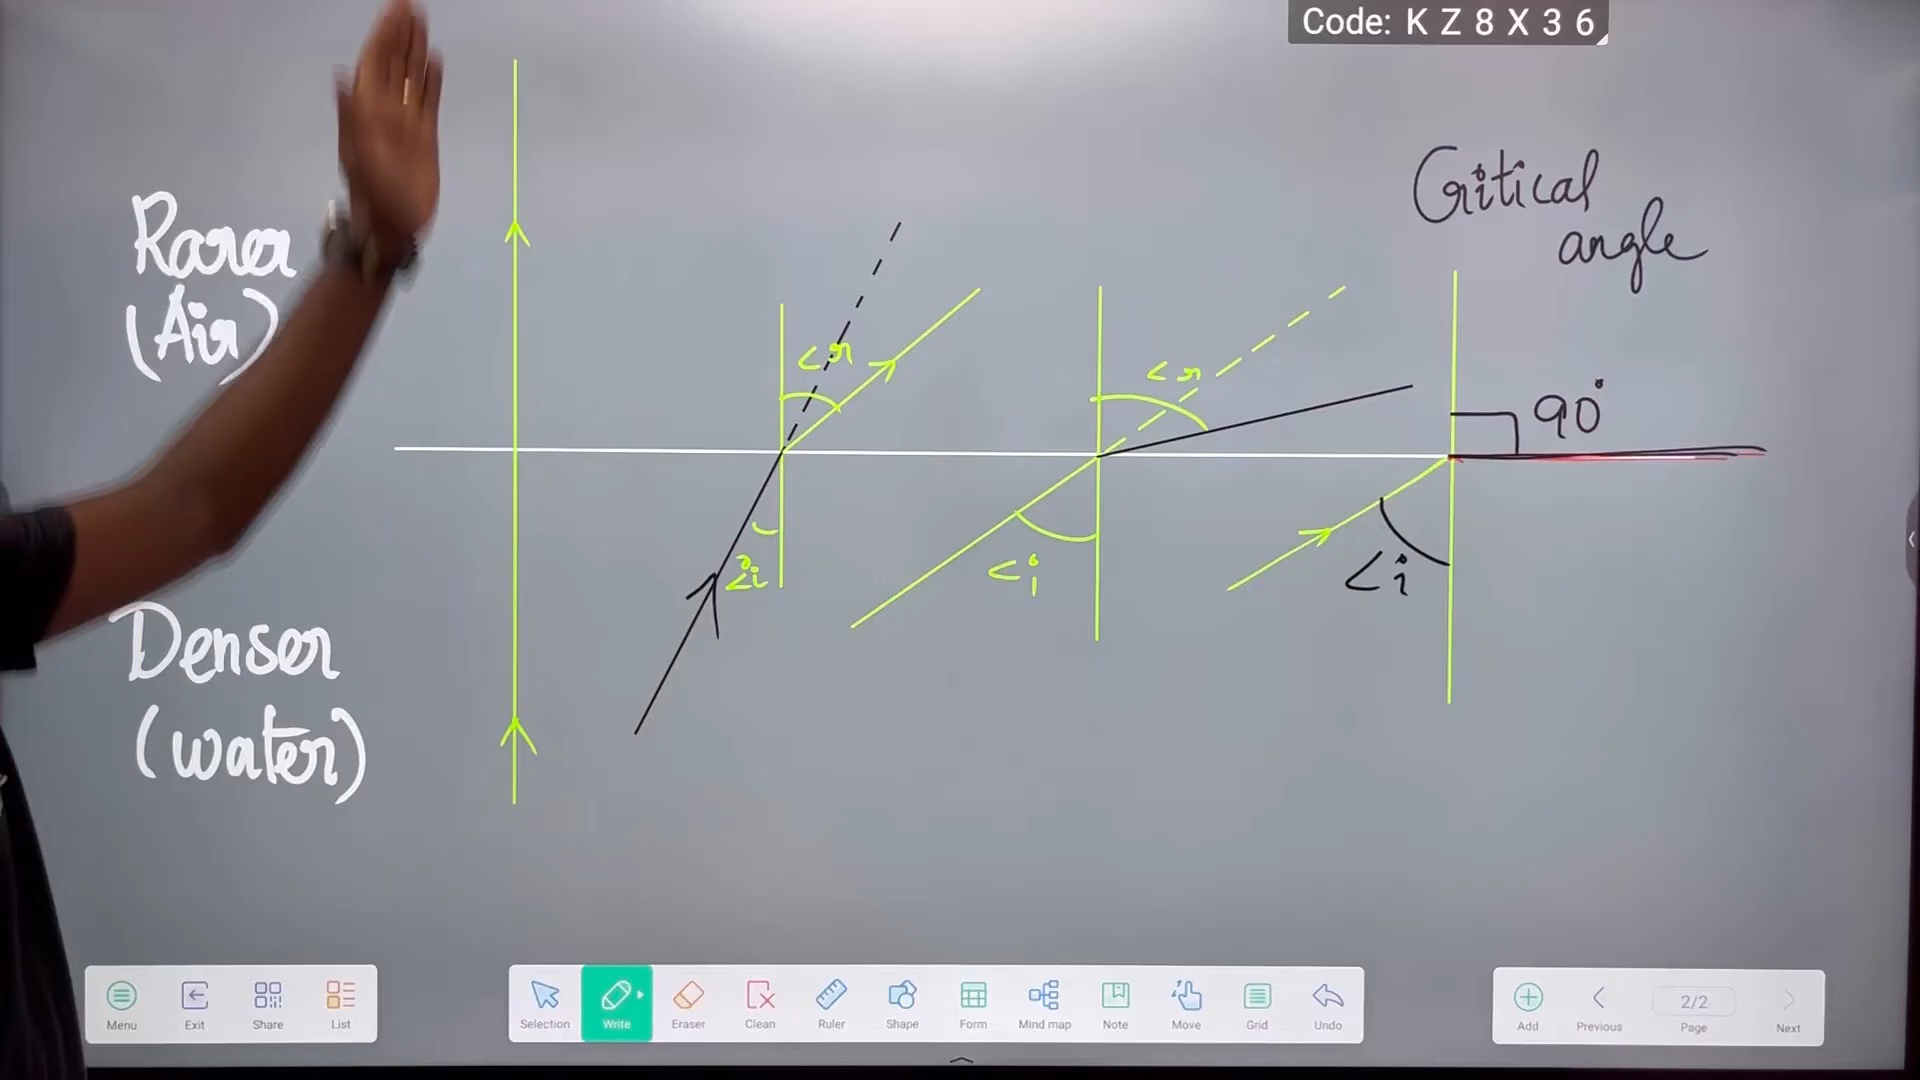 Code: K Z 8 X 3 6
Critical
angle
Rarer
(Air)
<r
<r
90°
<i
<i
<i
Denser
(water)
Menu
Exit
Share
List
Selection
Write
Eraser
Clean
Ruler
Shape
Form
Mind map
Note
Move
Grid
Undo
Add
Previous
2/2
Page
Next